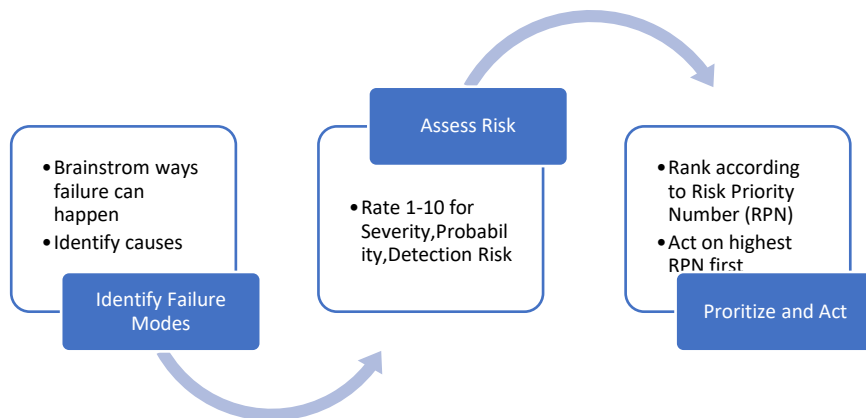 •Brainstrom ways
failure can
happen
•Identify causes
Identify Failure
Modes
Assess Risk
•Rate 1-10 for
Severity,Probabil
ity,Detection Risk
•Rank according
to Risk Priority
Number (RPN)
•Act on highest
RPN first
Proritize and Act